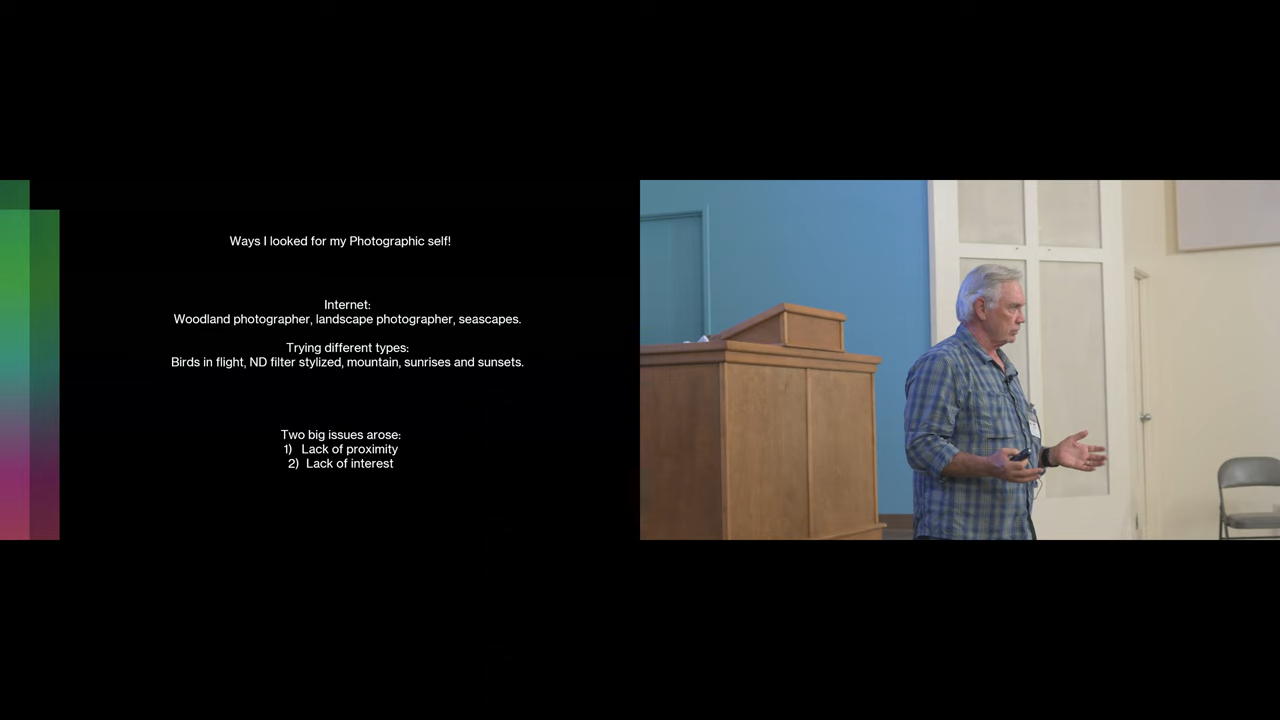 Ways I looked for my Photographic self!
Internet:
Woodland photographer, landscape photographer, seascapes.
Trying different types:
Birds in flight, ND filter stylized, mountain, sunrises and sunsets.
Two big issues arose:
1) Lack of proximity
2) Lack of interest